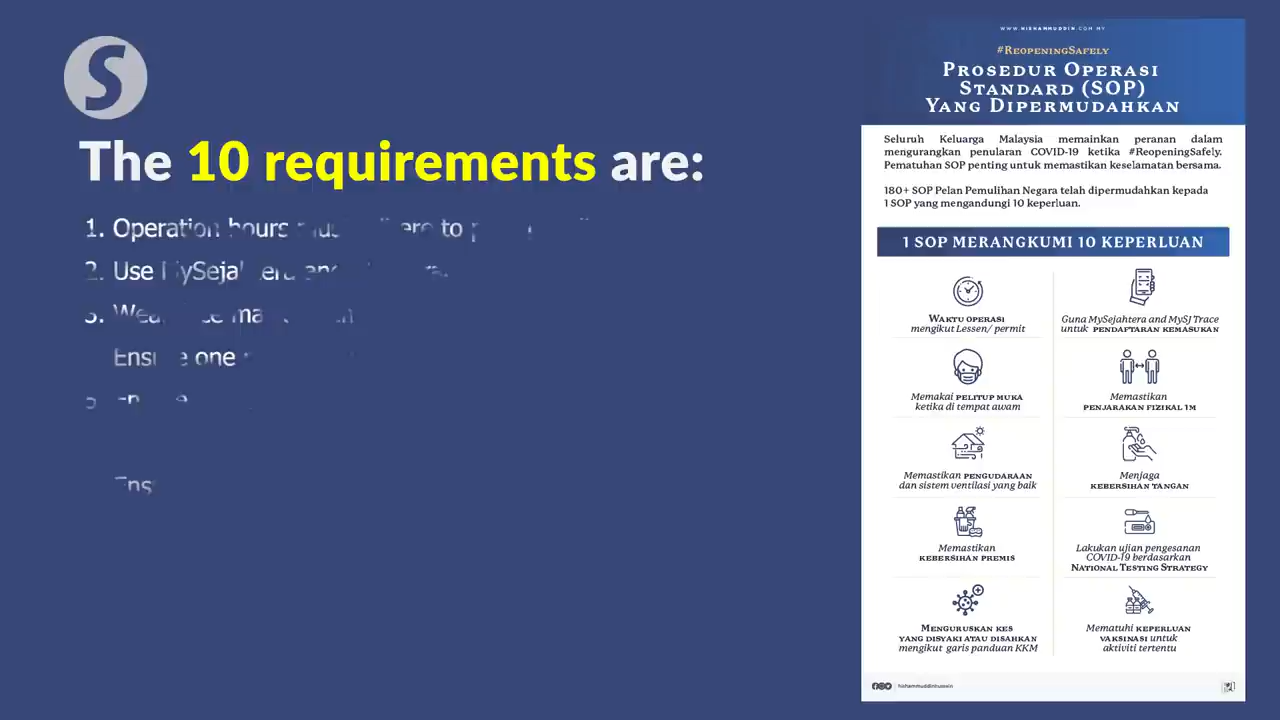 S
The 10 requirements are:
1. Operation hours to
2. Use
3.
Ensure one
WWW.HISHAMMUDDIN.COM.MY
#REOPENINGSAFELY
PROSEDUR OPERASI
STANDARD (SOP)
YANG DIPERMUDAHKAN
Seluruh Keluarga Malaysia memainkan peranan dalam
mengurangkan penularan COVID-19 ketika #ReopeningSafely.
Pematuhan SOP penting untuk memastikan keselamatan bersama.
180+ SOP Pelan Pemulihan Negara telah dipermudahkan kepada
1 SOP yang mengandungi 10 keperluan.
1 SOP MERANGKUMI 10 KEPERLUAN
WAKTU OPERASI
mengikut Lessen/ permit
Guna MySejahtera and MySJ Trace
untuk PENDAFTARAN KEMASUKAN
Memakai PELITUP MUKA
ketika di tempat awam
Memastikan
PENJARAKAN FIZIKAL 1M
Memastikan PENGUDARAAN
dan sistem ventilasi yang baik
Menjaga
KEBERSIHAN TANGAN
Memastikan
KEBERSIHAN PREMIS
Lakukan ujian pengesanan
COVID-19 berdasarkan
NATIONAL TESTING STRATEGY
MENGURUSKAN KES
YANG DISYAKI ATAU DISAHKAN
mengikut garis panduan KKM
Mematuhi KEPERLUAN
VAKSINASI untuk
aktiviti tertentu
hishammuddinhussein